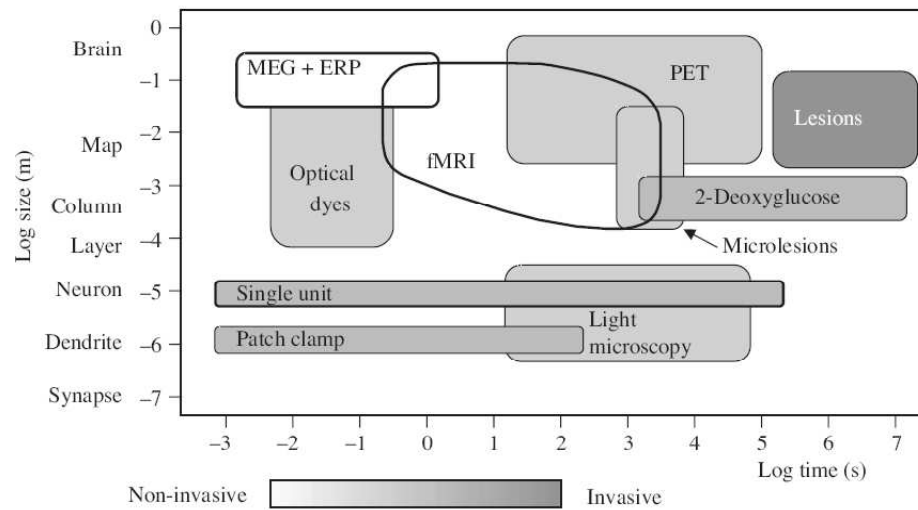 0
Brain
MEG + ERP
PET
−1
Lesions
−2
Map
fMRI
Optical
dyes
Log size (m)
−3
2-Deoxyglucose
Column
−4
Layer
Microlesions
Neuron
−5
Single unit
Light
microscopy
Dendrite
Patch clamp
−6
Synapse
−7
−3 −2 −1 0 1 2 3 4 5 6 7
Log time (s)
Non-invasive
Invasive